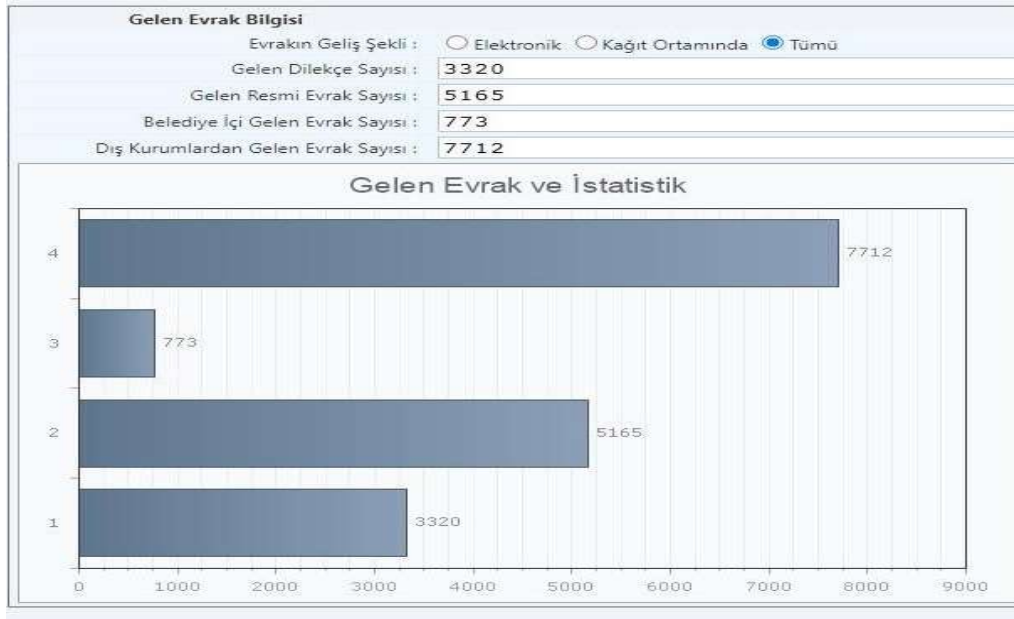 Gelen Evrak Bilgisi
Evrakın Geliş Şekli : Elektronik Kağıt Ortamında Tümü
Gelen Dilekçe Sayısı : 3320
Gelen Resmi Evrak Sayısı : 5165
Belediye İçi Gelen Evrak Sayısı : 773
Dış Kurumlardan Gelen Evrak Sayısı : 7712
Gelen Evrak ve İstatistik
4 7712
3 773
2 5165
1 3320
0 1000 2000 3000 4000 5000 6000 7000 8000 9000